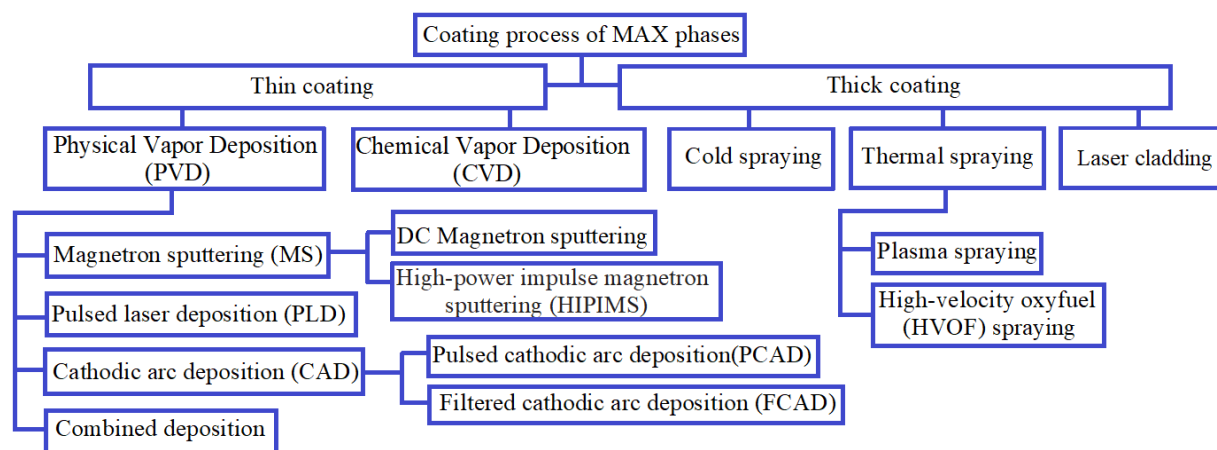 Coating process of MAX phases
Thin coating
Thick coating
Physical Vapor Deposition
(PVD)
Chemical Vapor Deposition
(CVD)
Cold spraying
Thermal spraying
Laser cladding
Magnetron sputtering (MS)
DC Magnetron sputtering
High-power impulse magnetron
sputtering (HIPIMS)
Pulsed laser deposition (PLD)
Cathodic arc deposition (CAD)
Pulsed cathodic arc deposition(PCAD)
Filtered cathodic arc deposition (FCAD)
Combined deposition
Plasma spraying
High-velocity oxyfuel
(HVOF) spraying